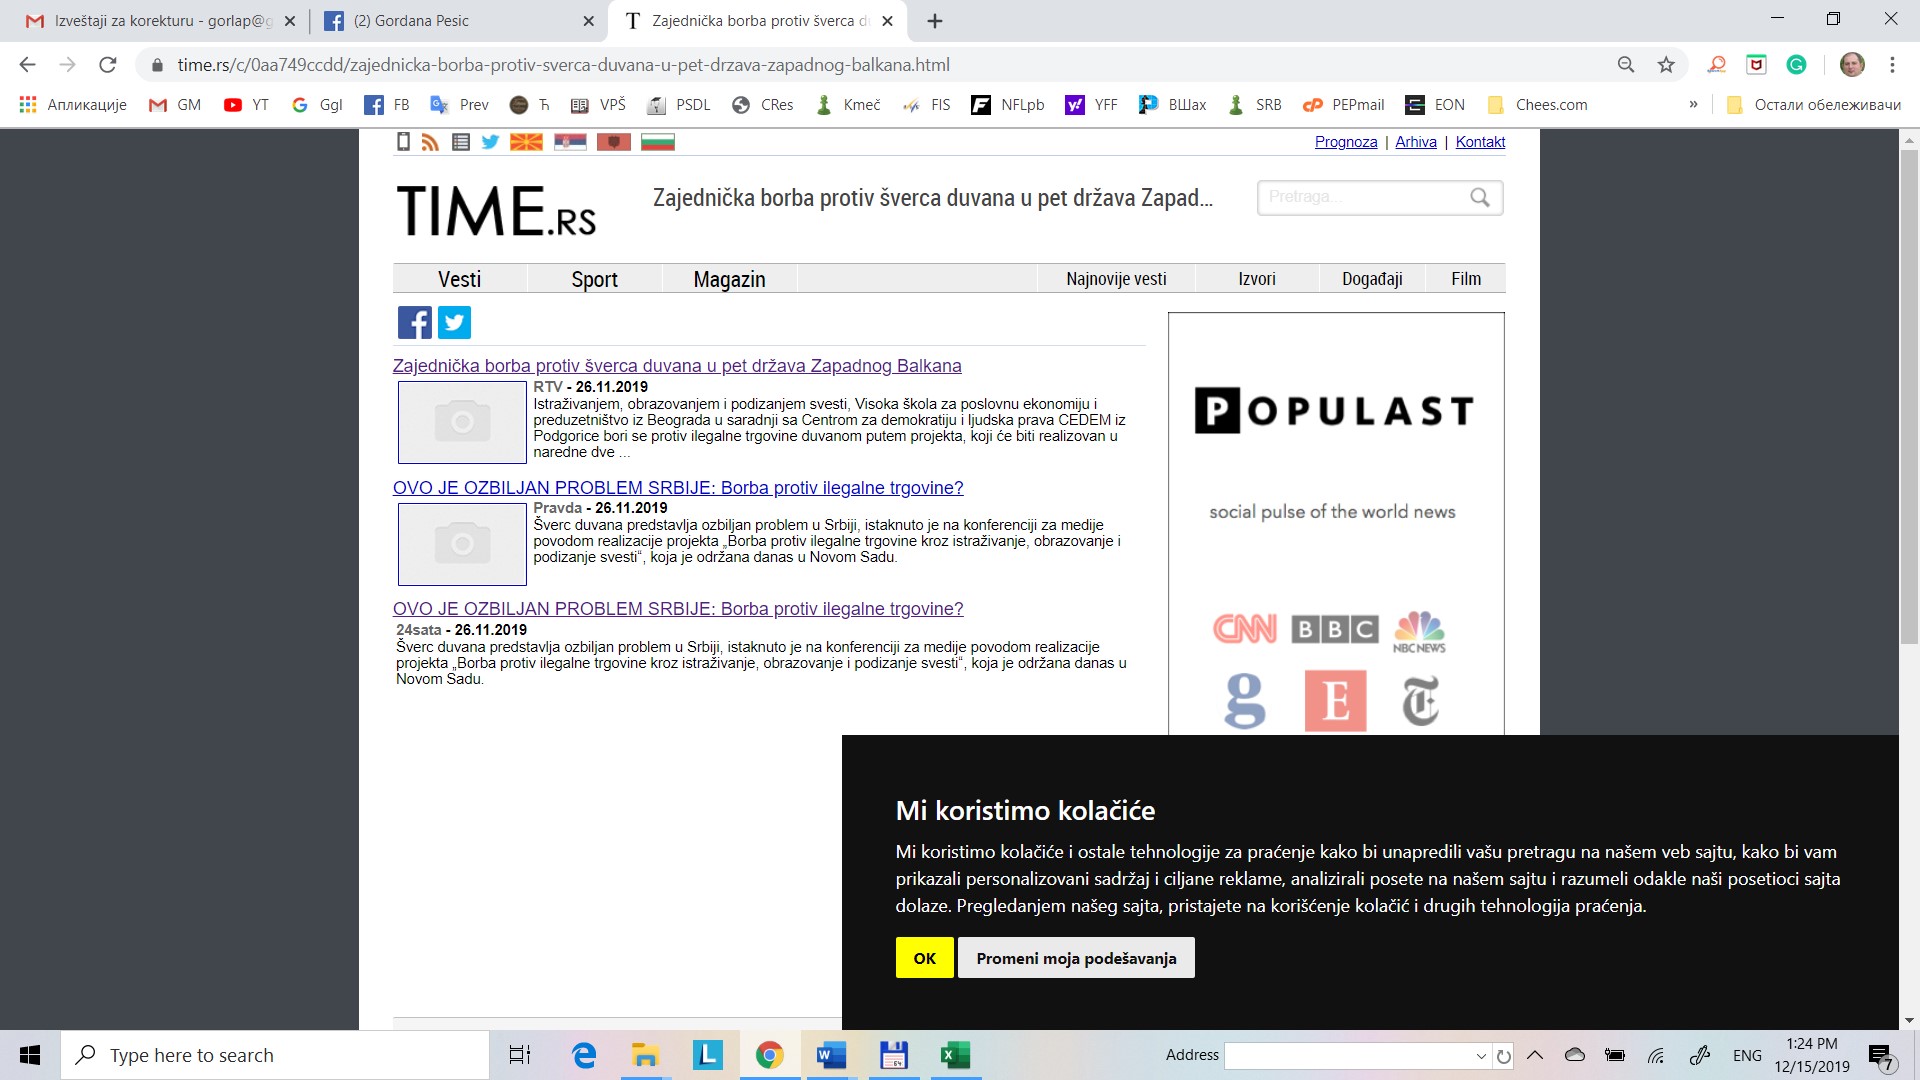 Izveštaji za korekturu - gorlap@g
(2) Gordana Pesic
Zajednička borba protiv šverca d
time.rs/c/0aa749ccdd/zajednicka-borba-protiv-sverca-duvana-u-pet-drzava-zapadnog-balkana.html
Апликације GM YT Ggl FB Prev Ћ VPŠ PSDL CRes Kmeč FIS NFLpb YFF ВШах SRB PEPmail EON Chees.com » Остали обележивачи
Prognoza | Arhiva | Kontakt
TIME.RS
Zajednička borba protiv šverca duvana u pet država Zapad...
Pretraga...
Vesti Sport Magazin Najnovije vesti Izvori Događaji Film
Zajednička borba protiv šverca duvana u pet država Zapadnog Balkana
RTV - 26.11.2019
Istraživanjem, obrazovanjem i podizanjem svesti, Visoka škola za poslovnu ekonomiju i
preduzetništvo iz Beograda u saradnji sa Centrom za demokratiju i ljudska prava CEDEM iz
Podgorice bori se protiv ilegalne trgovine duvanom putem projekta, koji će biti realizovan u
naredne dve ...
OVO JE OZBILJAN PROBLEM SRBIJE: Borba protiv ilegalne trgovine?
Pravda - 26.11.2019
Šverc duvana predstavlja ozbiljan problem u Srbiji, istaknuto je na konferenciji za medije
povodom realizacije projekta „Borba protiv ilegalne trgovine kroz istraživanje, obrazovanje i
podizanje svesti“, koja je održana danas u Novom Sadu.
OVO JE OZBILJAN PROBLEM SRBIJE: Borba protiv ilegalne trgovine?
24sata - 26.11.2019
Šverc duvana predstavlja ozbiljan problem u Srbiji, istaknuto je na konferenciji za medije povodom realizacije
projekta „Borba protiv ilegalne trgovine kroz istraživanje, obrazovanje i podizanje svesti“, koja je održana danas u
Novom Sadu.
POPULAST
social pulse of the world news
CNN BBC NBC NEWS
g E T
Mi koristimo kolačiće
Mi koristimo kolačiće i ostale tehnologije za praćenje kako bi unapredili vašu pretragu na našem veb sajtu, kako bi vam
prikazali personalizovani sadržaj i ciljane reklame, analizirali posete na našem sajtu i razumeli odakle naši posetioci sajta
dolaze. Pregledanjem našeg sajta, pristajete na korišćenje kolačić i drugih tehnologija praćenja.
OK Promeni moja podešavanja
Type here to search
Address
ENG
1:24 PM
12/15/2019
7